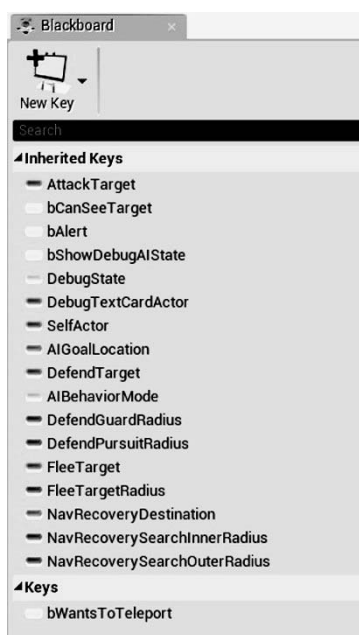 Blackboard
New Key
Search
Inherited Keys
AttackTarget
bCanSeeTarget
bAlert
bShowDebugAIState
DebugState
DebugTextCardActor
SelfActor
AIGoalLocation
DefendTarget
AIBehaviorMode
DefendGuardRadius
DefendPursuitRadius
FleeTarget
FleeTargetRadius
NavRecoveryDestination
NavRecoverySearchInnerRadius
NavRecoverySearchOuterRadius
Keys
bWantsToTeleport